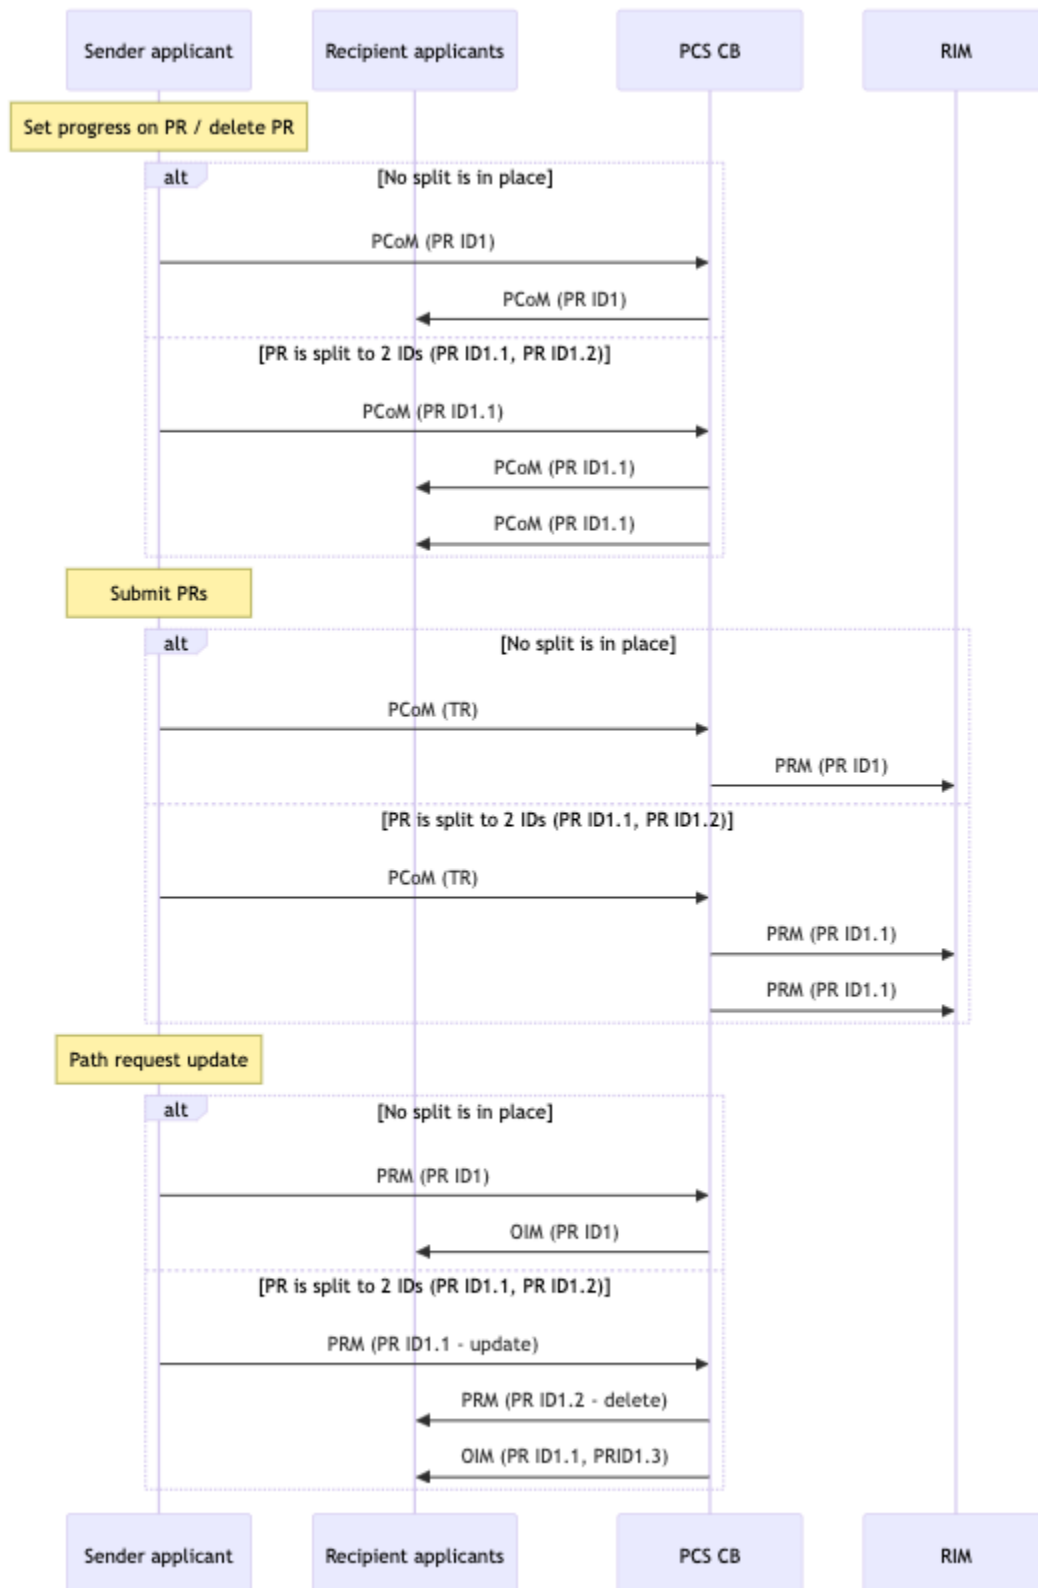 Sender applicant
Recipient applicants
PCS CB
RIM
Set progress on PR / delete PR
alt
[No split is in place]
PCoM (PR ID1)
PCoM (PR ID1)
[PR is split to 2 IDs (PR ID1.1, PR ID1.2)]
PCoM (PR ID1.1)
PCoM (PR ID1.1)
PCoM (PR ID1.1)
Submit PRs
alt
[No split is in place]
PCoM (TR)
PRM (PR ID1)
[PR is split to 2 IDs (PR ID1.1, PR ID1.2)]
PCoM (TR)
PRM (PR ID1.1)
PRM (PR ID1.1)
Path request update
alt
[No split is in place]
PRM (PR ID1)
OIM (PR ID1)
[PR is split to 2 IDs (PR ID1.1, PR ID1.2)]
PRM (PR ID1.1 - update)
PRM (PR ID1.2 - delete)
OIM (PR ID1.1, PRID1.3)
Sender applicant
Recipient applicants
PCS CB
RIM